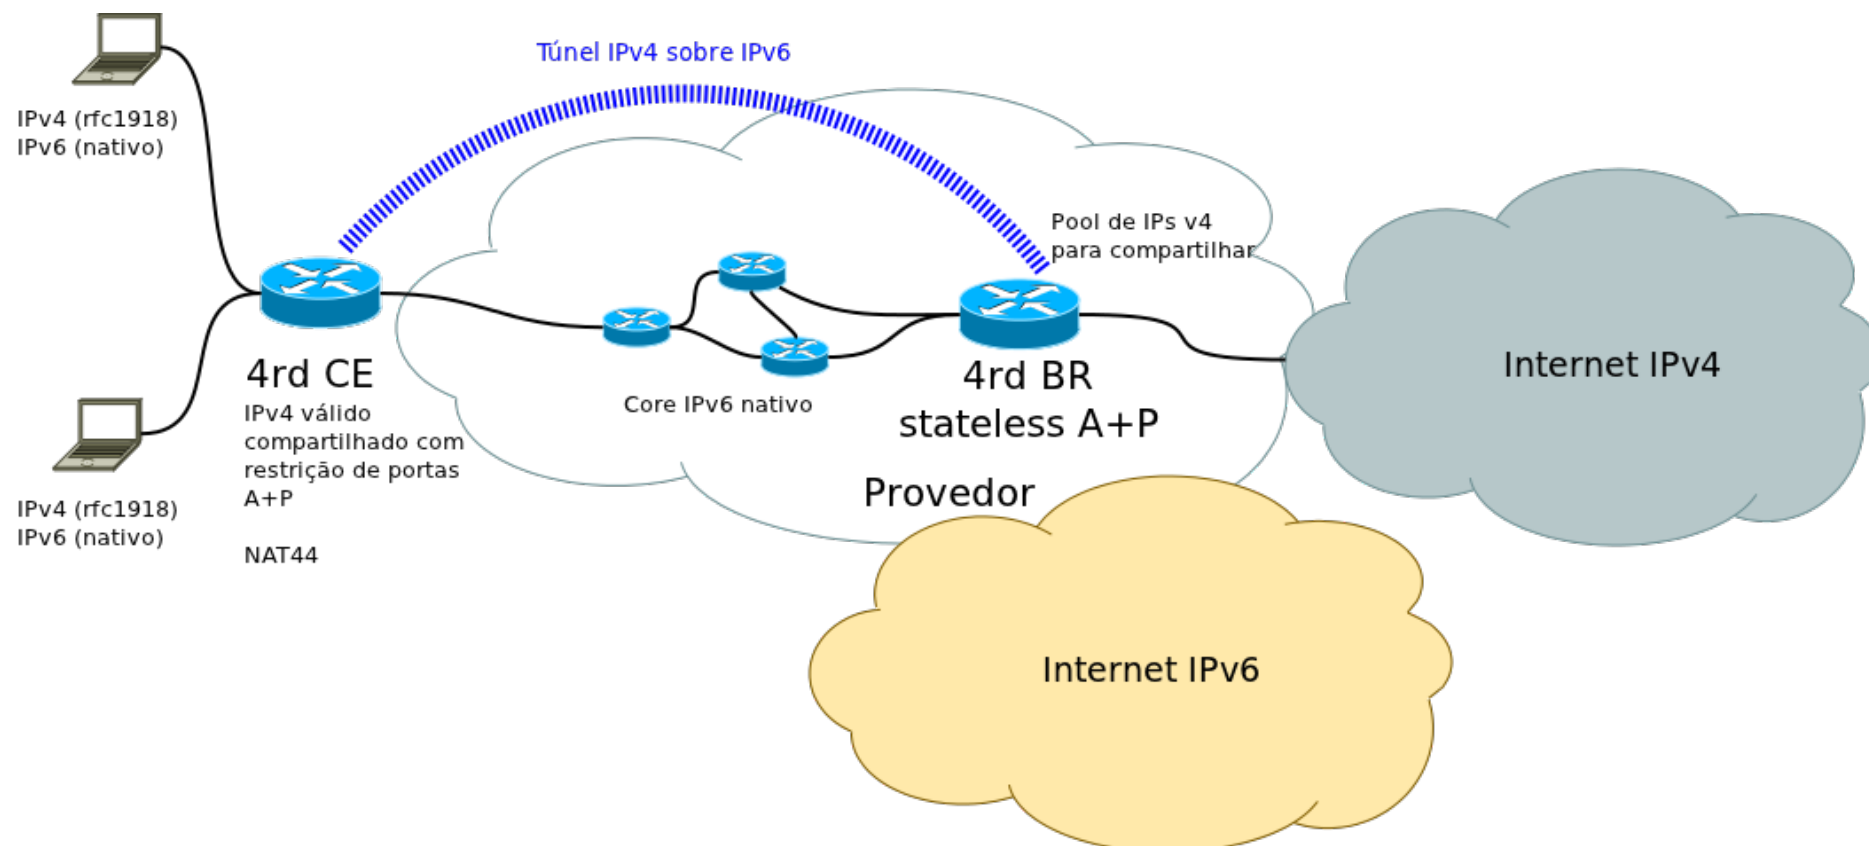 Túnel IPv4 sobre IPv6
IPv4 (rfc1918)
IPv6 (nativo)
Pool de IPs v4
para compartilhar
4rd CE
IPv4 válido
compartilhado com
restrição de portas
A+P
NAT44
Core IPv6 nativo
4rd BR
stateless A+P
Provedor
Internet IPv4
IPv4 (rfc1918)
IPv6 (nativo)
Internet IPv6